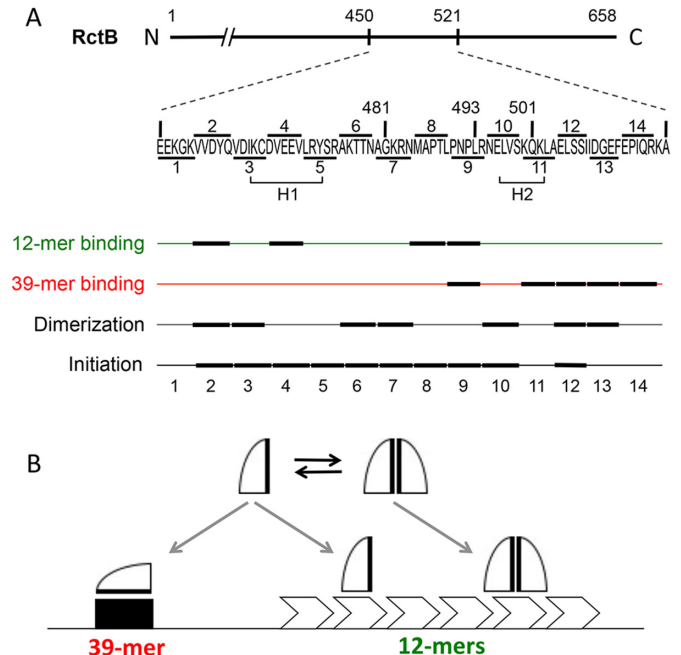 A
1 450 521 658
RctB N C
481 493 501
2 4 6 8 10 12 14
EEKGKVVDYQVDIKCDVEEVLRYSRAKTTNAGKRNMAPTLPNPLRNELVSKQKLAELSSIIDGEFEPIQRKA
1 3 5 7 9 11 13
H1 H2
12-mer binding
39-mer binding
Dimerization
Initiation
1 2 3 4 5 6 7 8 9 10 11 12 13 14
B
39-mer 12-mers